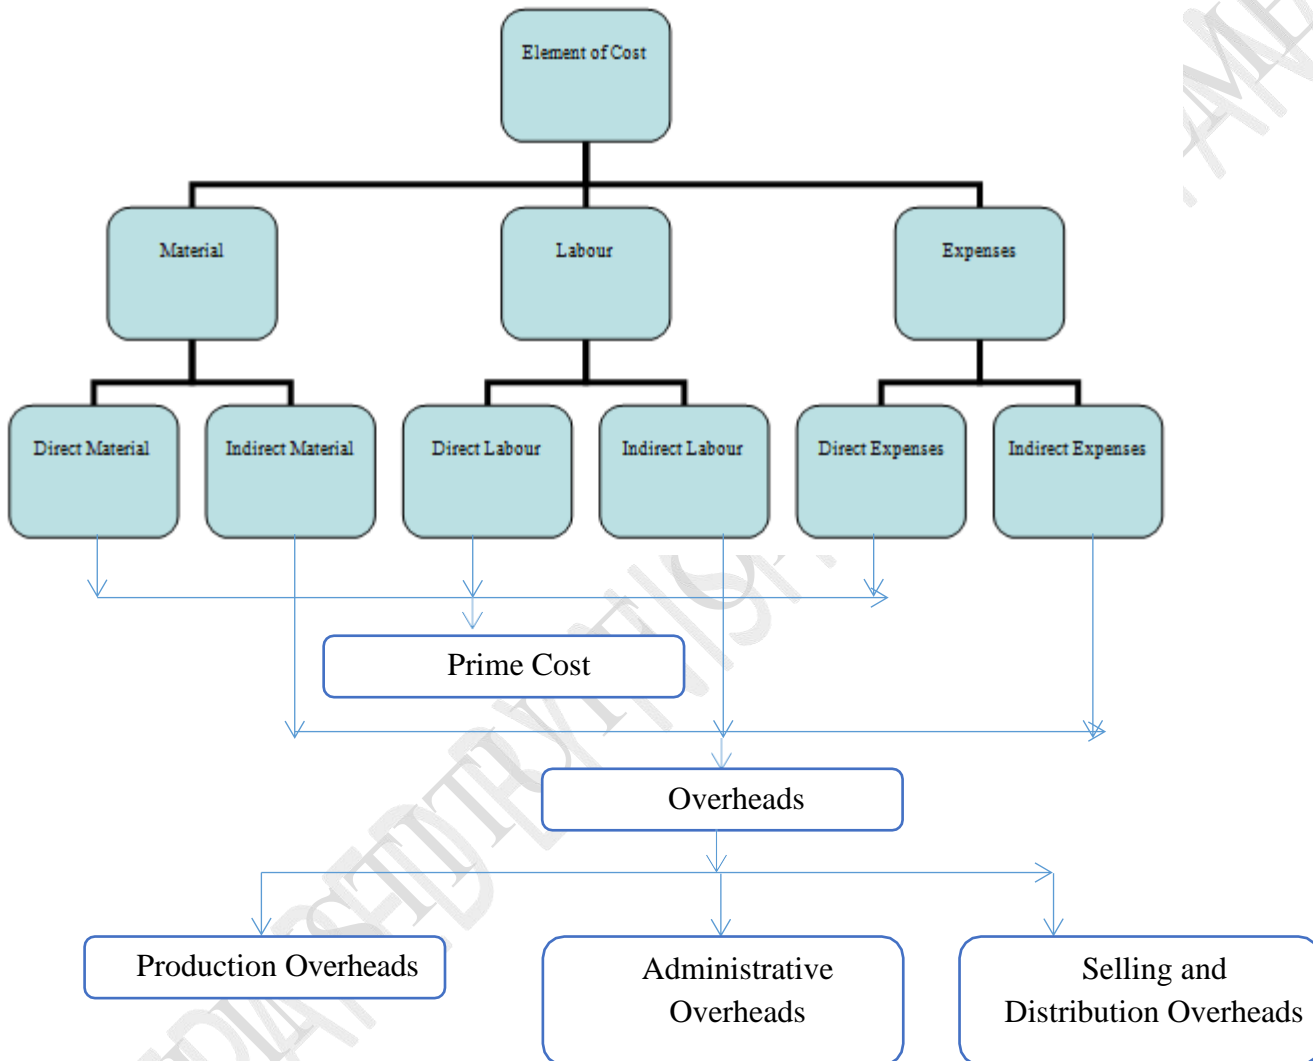 Element of Cost
Material
Labour
Expenses
Direct Material
Indirect Material
Direct Labour
Indirect Labour
Direct Expenses
Indirect Expenses
Prime Cost
Overheads
Production Overheads
Administrative
Overheads
Selling and
Distribution Overheads